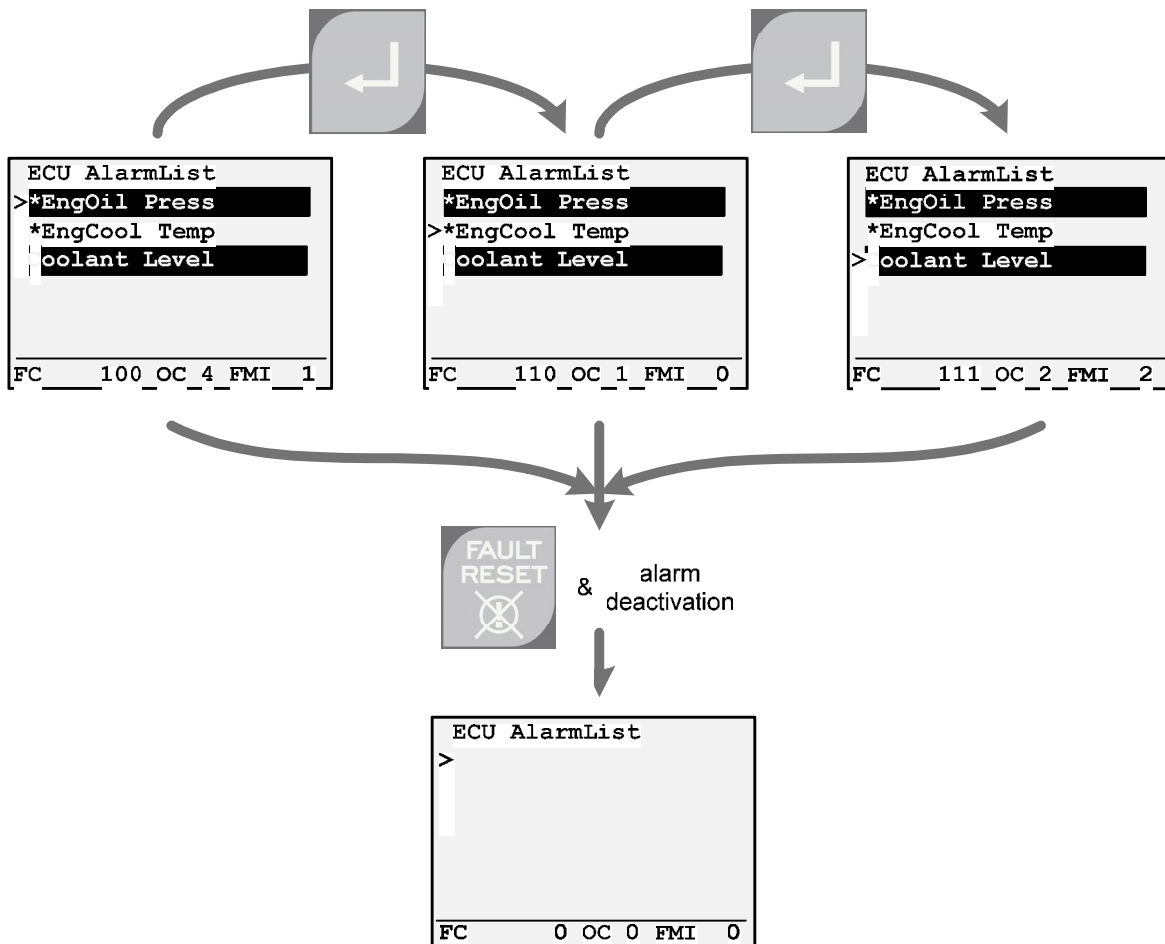 ECU AlarmList
>*EngOil Press
*EngCool Temp
oolant Level
FC 100 OC 4 FMI 1
ECU AlarmList
*EngOil Press
>*EngCool Temp
oolant Level
FC 110 OC 1 FMI 0
ECU AlarmList
*EngOil Press
*EngCool Temp
> oolant Level
FC 111 OC 2 FMI 2
FAULT
RESET
& alarm
deactivation
ECU AlarmList
>
FC 0 OC 0 FMI 0